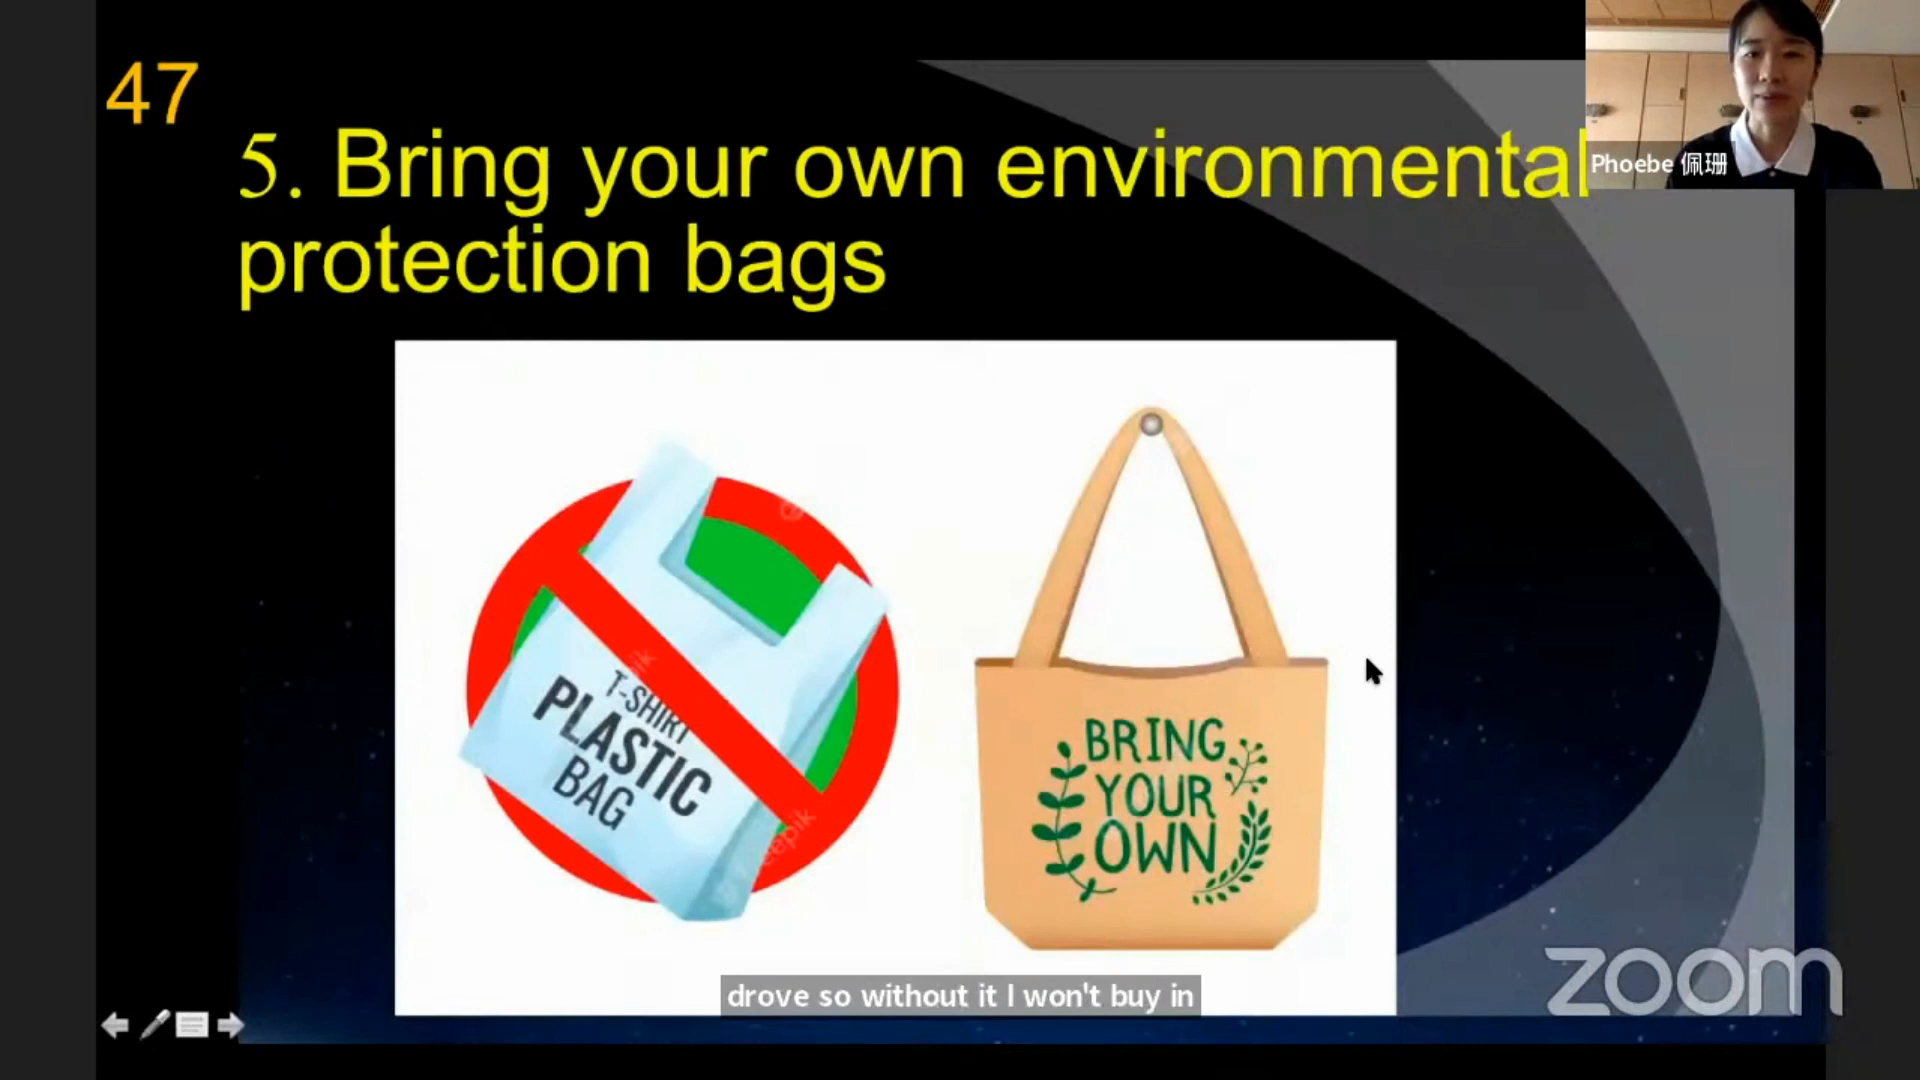 47
5. Bring your own environmental
protection bags
Phoebe 佩珊
T-SHIRT
PLASTIC
BAG
BRING
YOUR
OWN
drove so without it I won't buy in
zoom